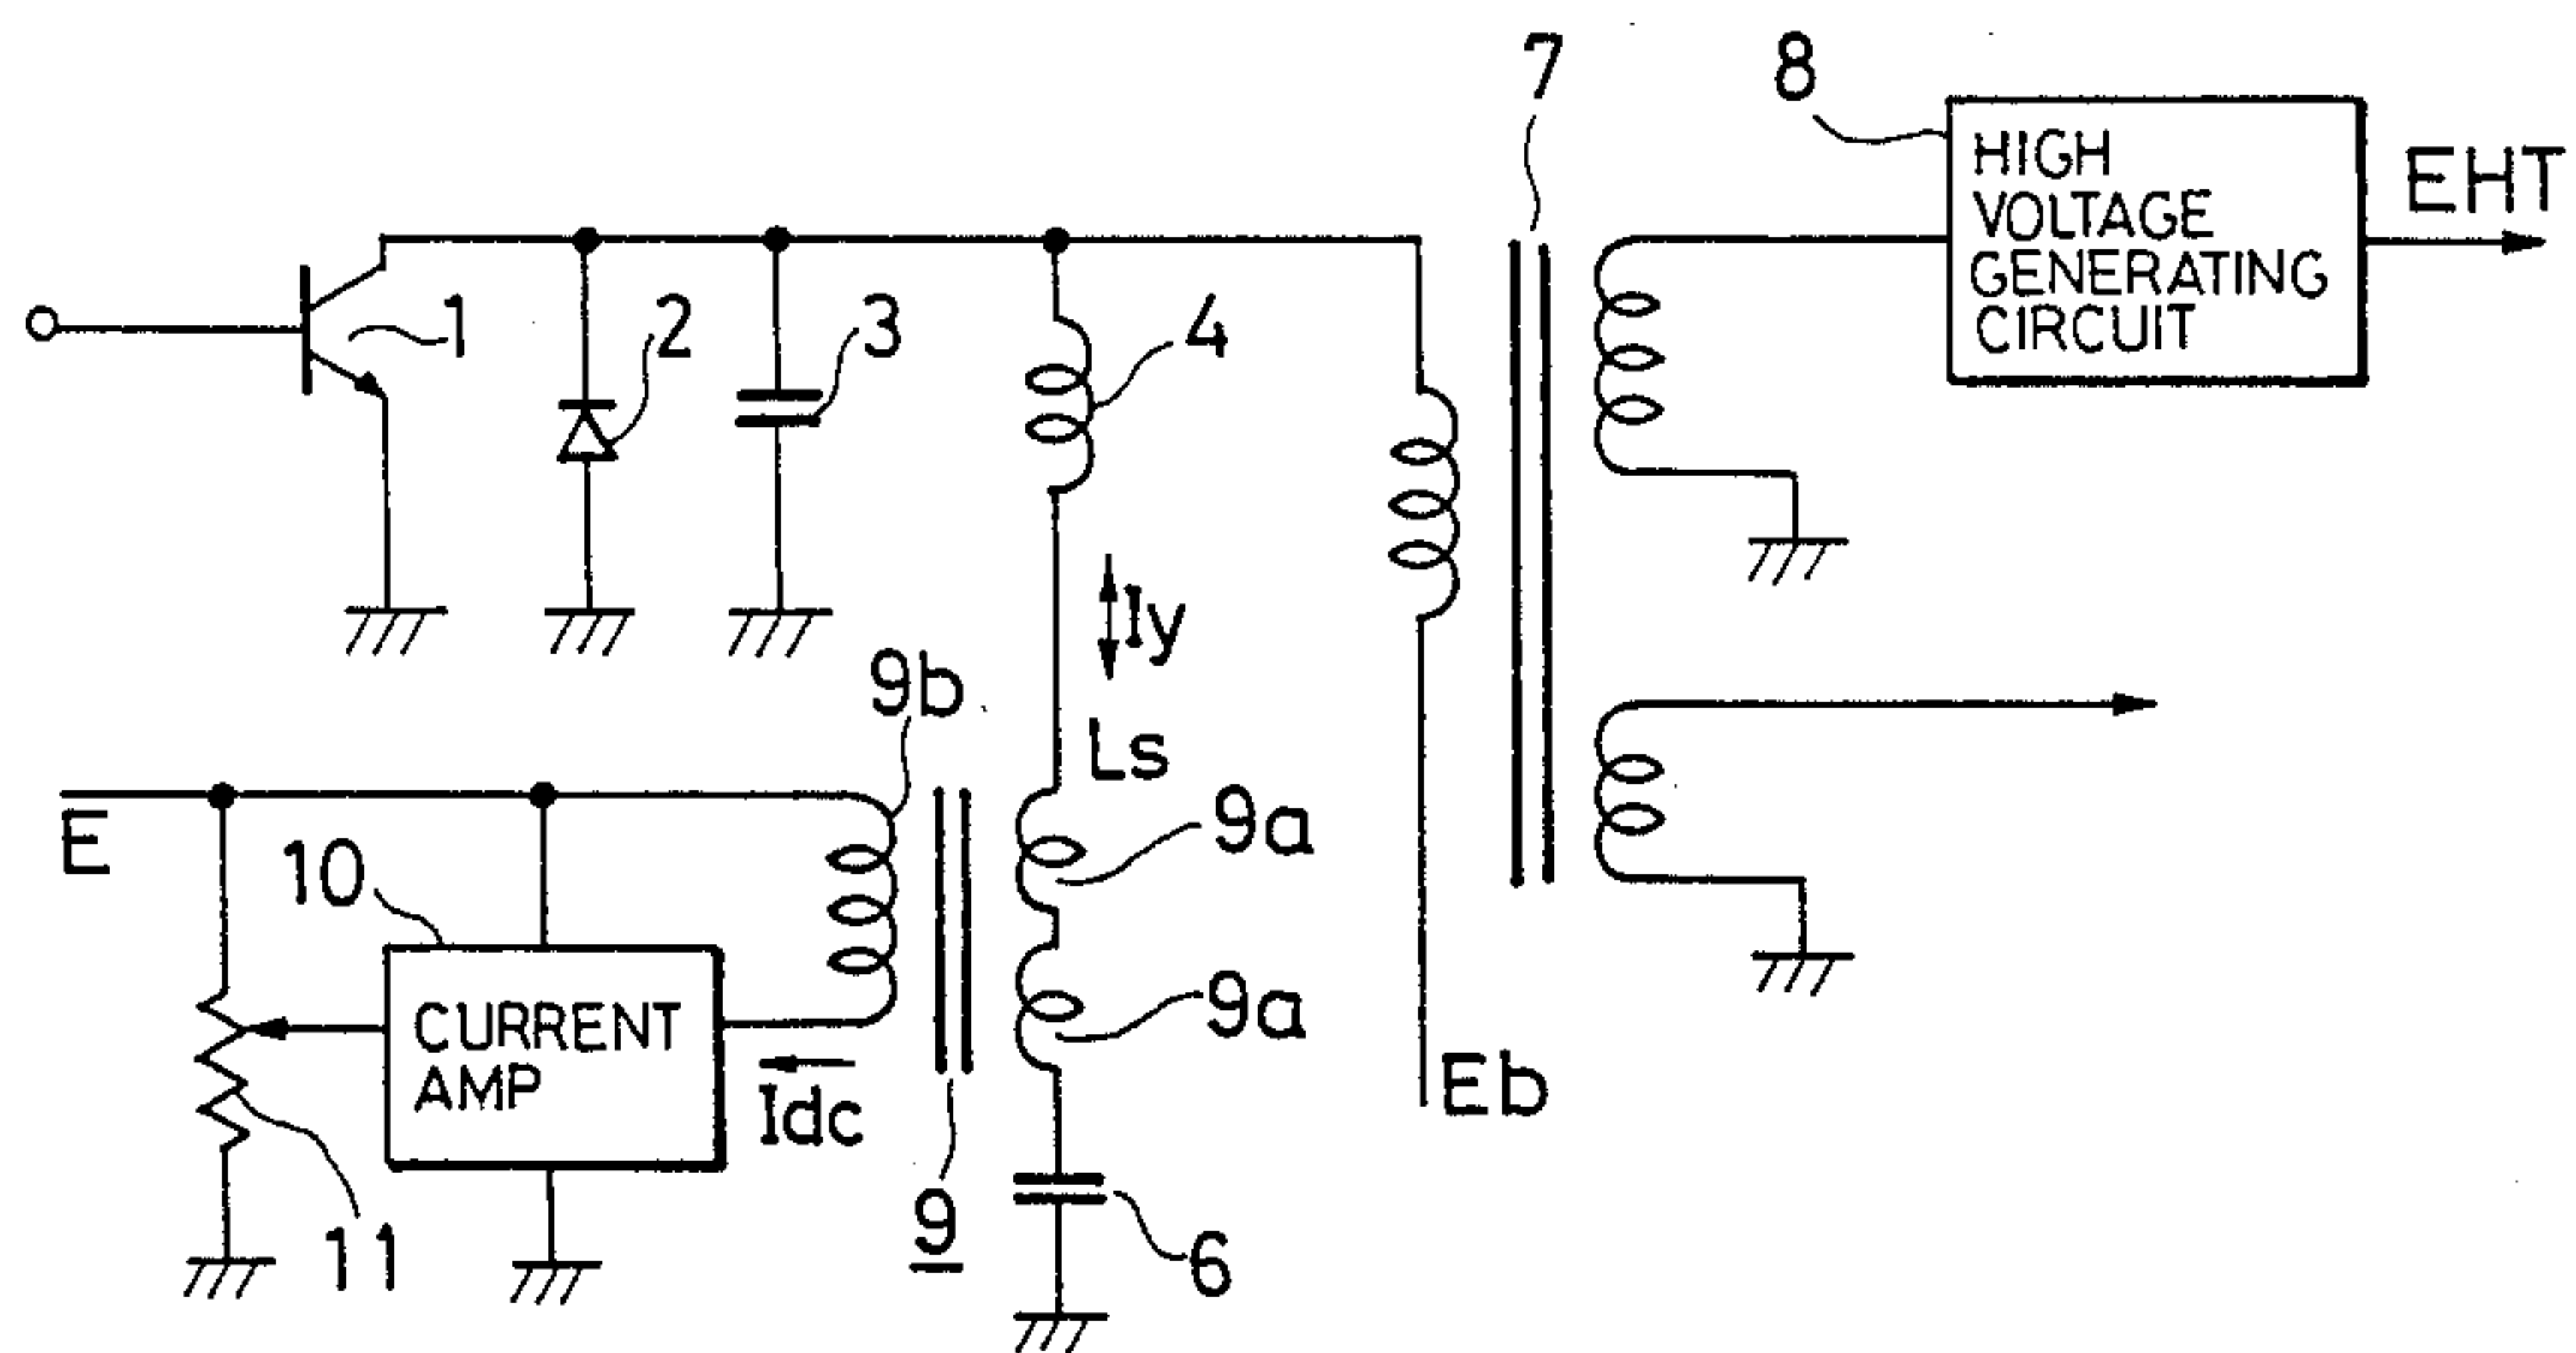 7
8
HIGH
VOLTAGE
GENERATING
CIRCUIT
EHT
1
2
3
4
Iy
9b
Ls
E
10
9a
CURRENT
AMP
9a
Idc
Eb
11
9
6